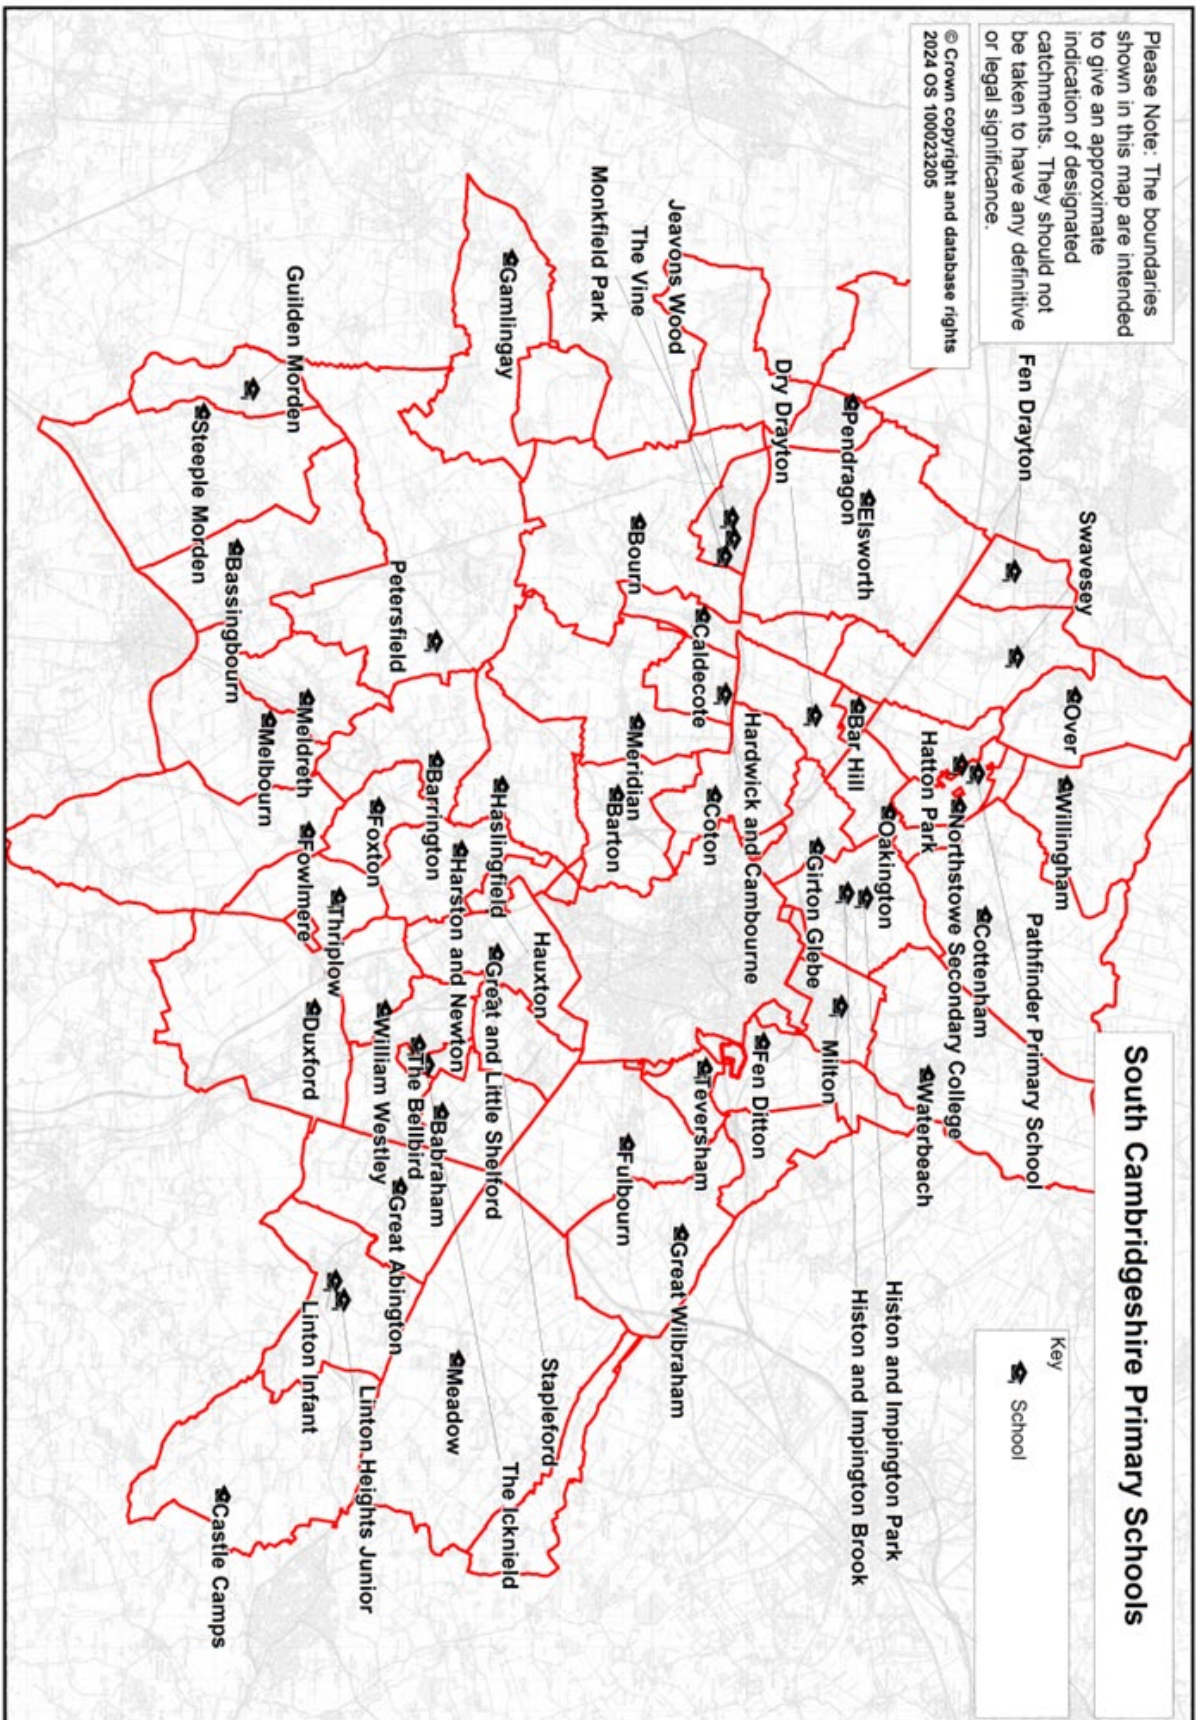 South Cambridgeshire Primary Schools
Please Note: The boundaries
shown in this map are intended
to give an approximate
indication of designated
catchments. They should not
be taken to have any definitive
or legal significance.
© Crown copyright and database rights
2024 OS 100023205
Key
School
Swavesey
Over
Willingham
Fen Drayton
Pathfinder Primary School
Cottenham
Northstowe Secondary College
Hatton Park
Waterbeach
Oakington
Histon and Impington Park
Histon and Impington Brook
Elsworth
Pendragon
Bar Hill
Girton Glebe
Milton
Dry Drayton
Hardwick and Cambourne
Fen Ditton
Jeavons Wood
The Vine
Monkfield Park
Caldecote
Coton
Teversham
Great Wilbraham
Bourn
Meridian
Barton
Fulbourn
Gamlingay
Haslingfield
Hauxton
Great and Little Shelford
Stapleford
The Icknield
Harston and Newton
Barrington
Babraham
The Bellbird
Meadow
Petersfield
Foxton
William Westley
Great Abington
Linton Heights Junior
Linton Infant
Guilden Morden
Meldreth
Fowlmere
Thriplow
Duxford
Melbourn
Bassingbourn
Steeple Morden
Castle Camps